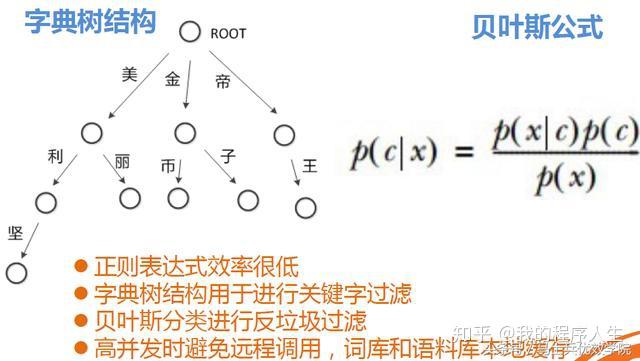 字典树结构
贝叶斯公式
ROOT
美
金
帝
利
丽
币
子
王
坚
p(c|x) = p(x|c)p(c) / p(x)
正则表达式效率很低
字典树结构用于进行关键字过滤
贝叶斯分类进行反垃圾过滤
高并发时避免远程调用，词库和语料库本地缓存
知乎 @我的程序人生